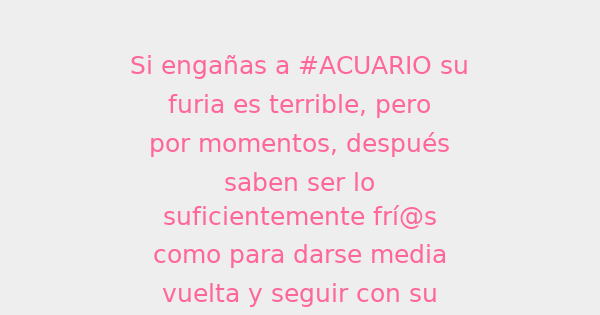 Si engañas a #ACUARIO su
furia es terrible, pero
por momentos, después
saben ser lo
suficientemente frí@s
como para darse media
vuelta y seguir con su